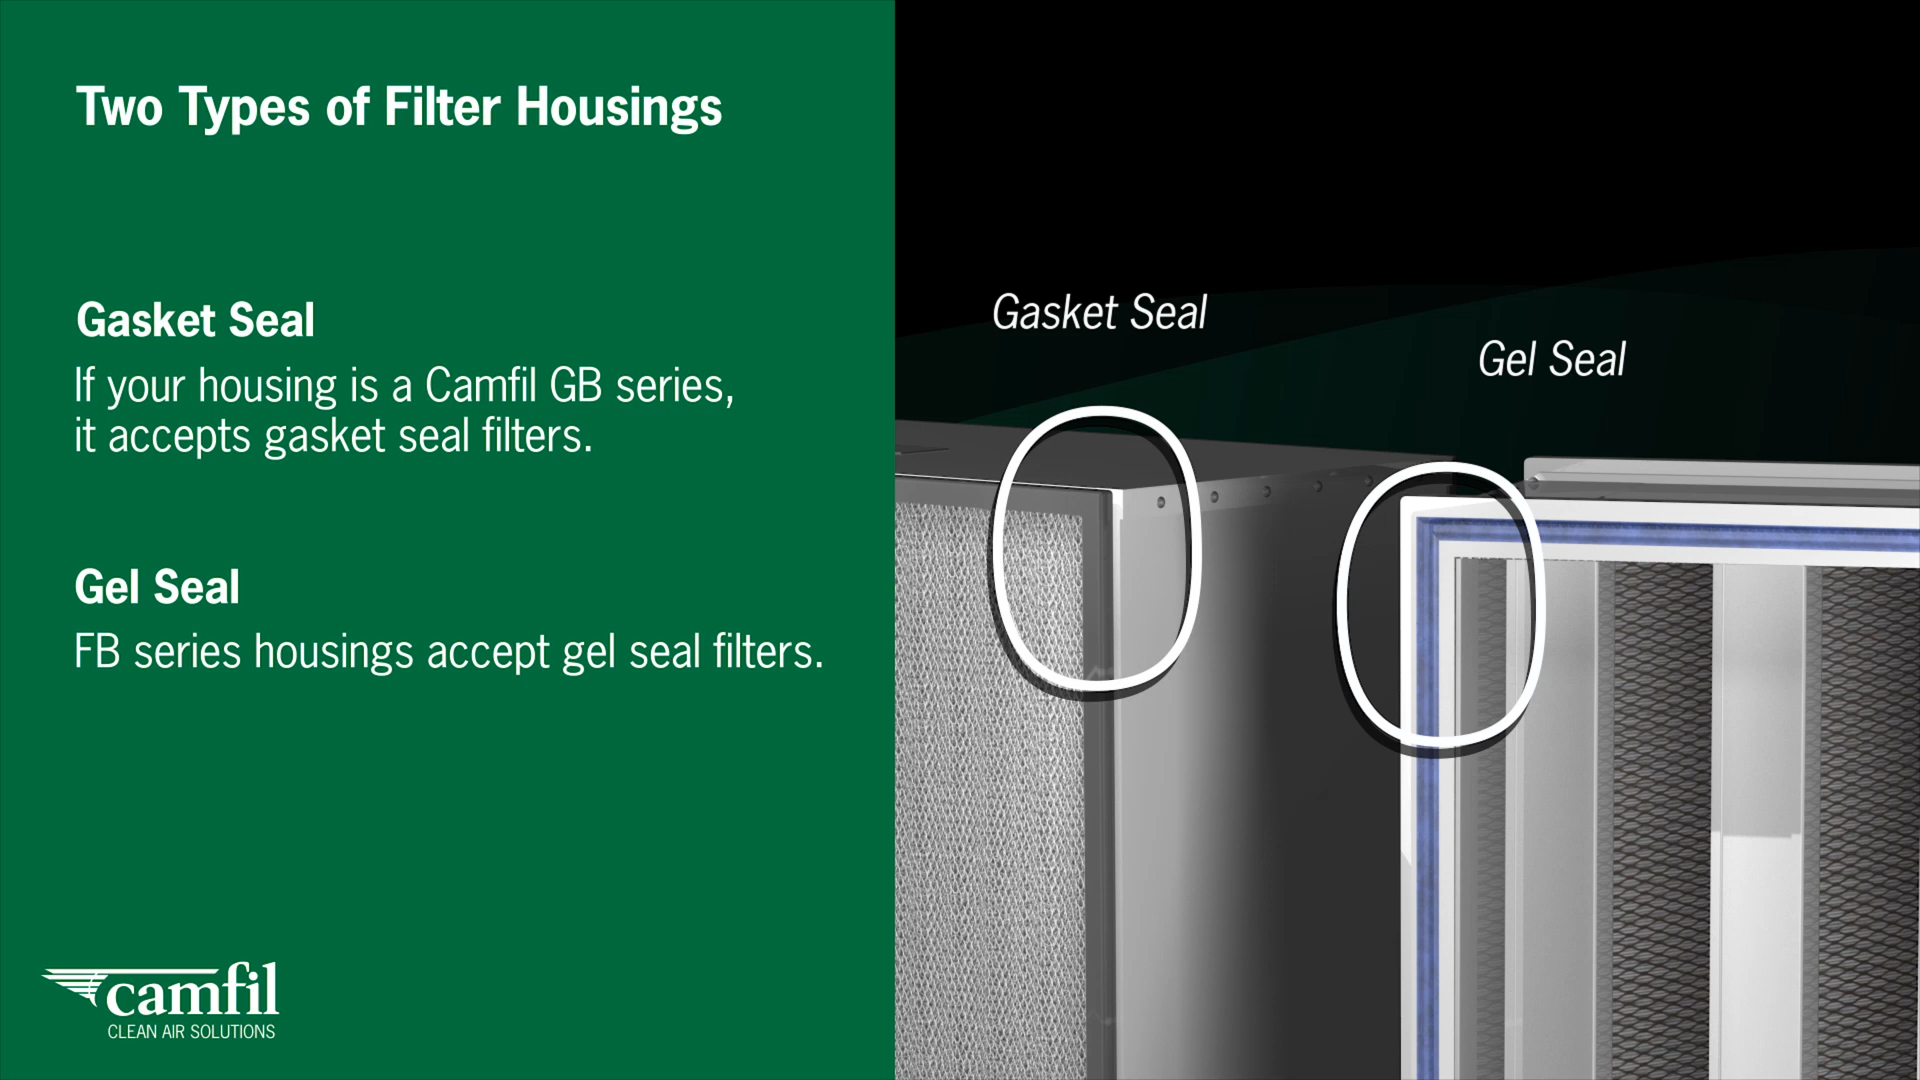 Two Types of Filter Housings
Gasket Seal
If your housing is a Camfil GB series,
it accepts gasket seal filters.
Gel Seal
FB series housings accept gel seal filters.
camfil
CLEAN AIR SOLUTIONS
Gasket Seal
Gel Seal